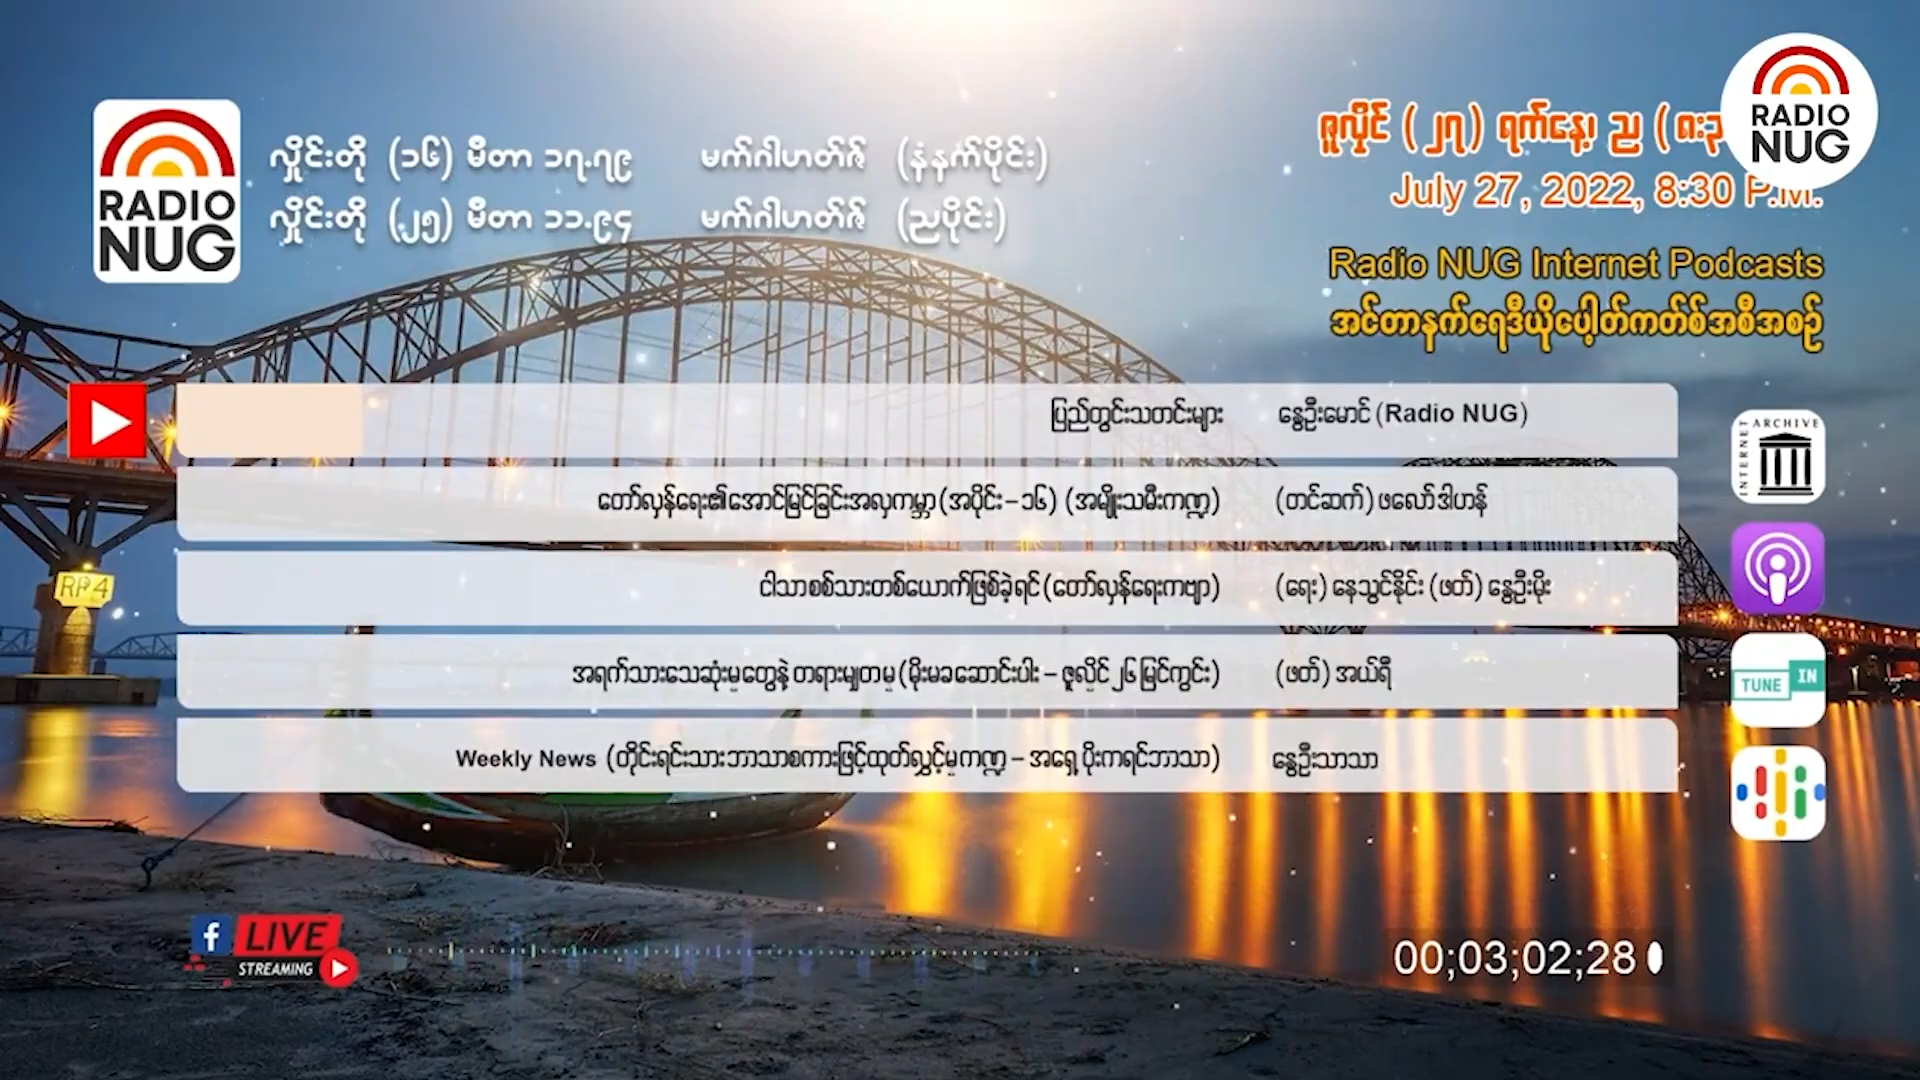 RADIO
NUG
လှိုင်းတို (၁၆) မီတာ ၁၇.၇၉ မက်ဂါဟတ်ဇ် (နံနက်ပိုင်း)
လှိုင်းတို (၂၅) မီတာ ၁၁.၉၄ မက်ဂါဟတ်ဇ် (ညပိုင်း)
ဇူလှိုင် (၂၇) ရက်နေ့၊ ည (၈း၃
July 27, 2022, 8:30 P.M.
RADIO
NUG
Radio NUG Internet Podcasts
အင်တာနက်ရေဒီယိုပေါ့တ်ကတ်စ်အစီအစဉ်
ပြည်တွင်းသတင်းများ နွေဦးမောင် (Radio NUG)
တော်လှန်ရေး၏အောင်မြင်ခြင်းအလှကမ္ဘာ (အပိုင်း – ၁၆) (အမျိုးသမီးကဏ္ဍ) (တင်ဆက်) ဖလော်ဒါဟန်
ငါသာစစ်သားတစ်ယောက်ဖြစ်ခဲ့ရင် (တော်လှန်ရေးကဗျာ) (ရေး) နေသွင်နိုင်း (ဖတ်) နွေဦးမိုး
အရက်သားသေဆုံးမှုတွေနဲ့ တရားမျှတမှု (မိုးမခဆောင်းပါး – ဇူလိုင် ၂၆ မြင်ကွင်း) (ဖတ်) အယ်ရီ
Weekly News (တိုင်းရင်းသားဘာသာစကားဖြင့်ထုတ်လွှင့်မှုကဏ္ဍ – အရှေ့ပိုးကရင်ဘာသာ) နွေဦးသာသာ
INTERNET ARCHIVE
TUNE IN
RP4
f LIVE
STREAMING
00;03;02;28